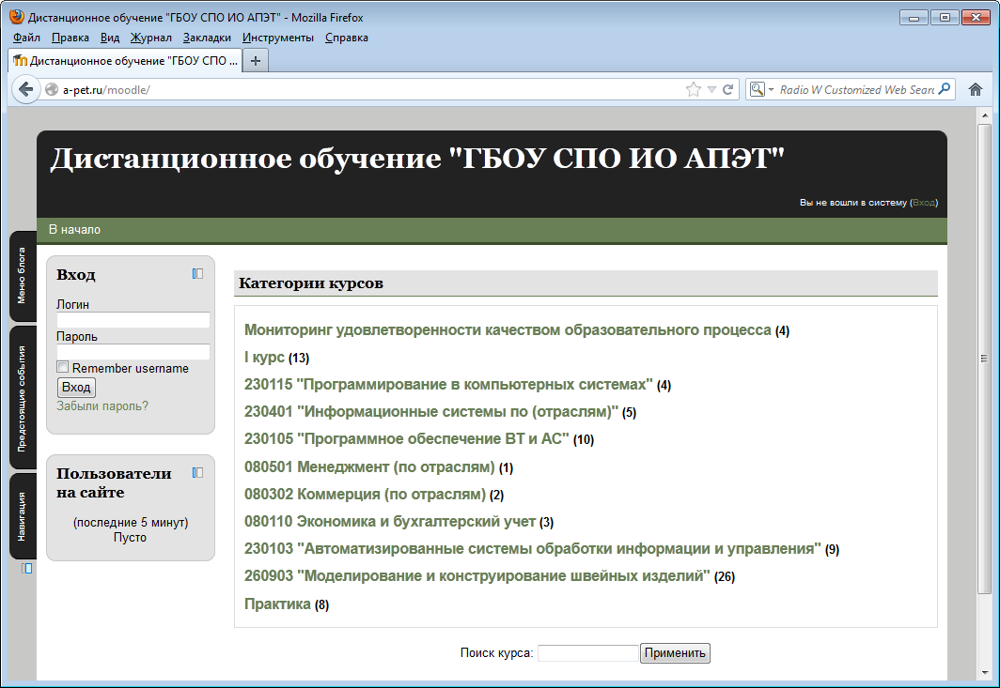 Дистанционное обучение "ГБОУ СПО ИО АПЭТ" - Mozilla Firefox
Файл Правка Вид Журнал Закладки Инструменты Справка
Дистанционное обучение "ГБОУ СПО ...
a-pet.ru/moodle/
Radio W Customized Web Searc
Дистанционное обучение "ГБОУ СПО ИО АПЭТ"
Вы не вошли в систему (Вход)
В начало
Меню блога
Предстоящие события
Навигация
Вход
Логин
Пароль
Remember username
Вход
Забыли пароль?
Пользователи
на сайте
(последние 5 минут)
Пусто
Категории курсов
Мониторинг удовлетворенности качеством образовательного процесса (4)
I курс (13)
230115 "Программирование в компьютерных системах" (4)
230401 "Информационные системы по (отраслям)" (5)
230105 "Программное обеспечение ВТ и АС" (10)
080501 Менеджмент (по отраслям) (1)
080302 Коммерция (по отраслям) (2)
080110 Экономика и бухгалтерский учет (3)
230103 "Автоматизированные системы обработки информации и управления" (9)
260903 "Моделирование и конструирование швейных изделий" (26)
Практика (8)
Поиск курса:
Применить